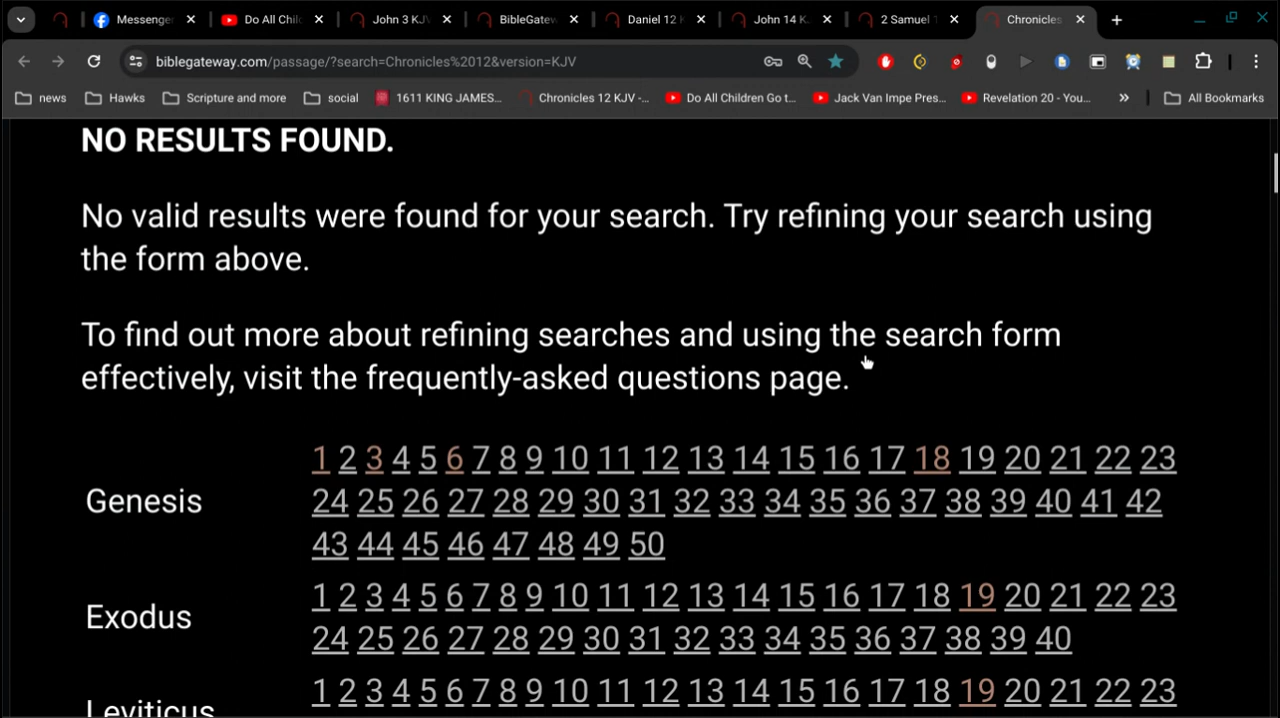 Messenge
Do All Chil
John 3 KJ
BibleGatew
Daniel 12
John 14 K
2 Samuel
Chronicles
biblegateway.com/passage/?search=Chronicles%2012&version=KJV
news
Hawks
Scripture and more
social
1611 KING JAMES...
Chronicles 12 KJV -...
Do All Children Go t...
Jack Van Impe Pres...
Revelation 20 - You...
»
All Bookmarks
NO RESULTS FOUND.
No valid results were found for your search. Try refining your search using
the form above.
To find out more about refining searches and using the search form
effectively, visit the frequently-asked questions page.
Genesis
1 2 3 4 5 6 7 8 9 10 11 12 13 14 15 16 17 18 19 20 21 22 23
24 25 26 27 28 29 30 31 32 33 34 35 36 37 38 39 40 41 42
43 44 45 46 47 48 49 50
Exodus
1 2 3 4 5 6 7 8 9 10 11 12 13 14 15 16 17 18 19 20 21 22 23
24 25 26 27 28 29 30 31 32 33 34 35 36 37 38 39 40
Leviticus
1 2 3 4 5 6 7 8 9 10 11 12 13 14 15 16 17 18 19 20 21 22 23